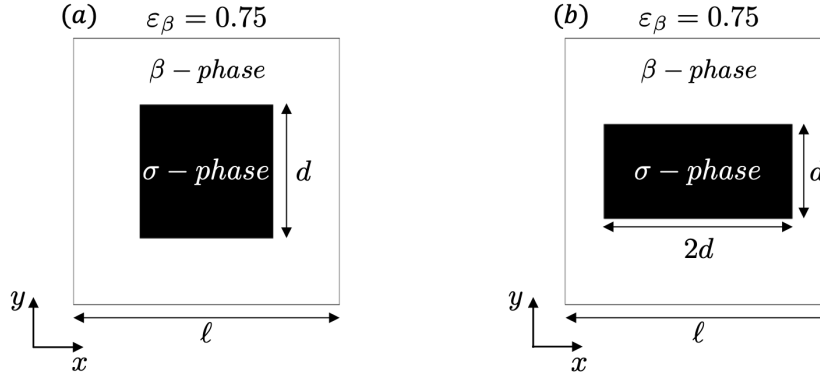 (a) ε_β = 0.75
β − phase
σ − phase
d
y
x
ℓ
(b) ε_β = 0.75
β − phase
σ − phase
d
2d
y
x
ℓ